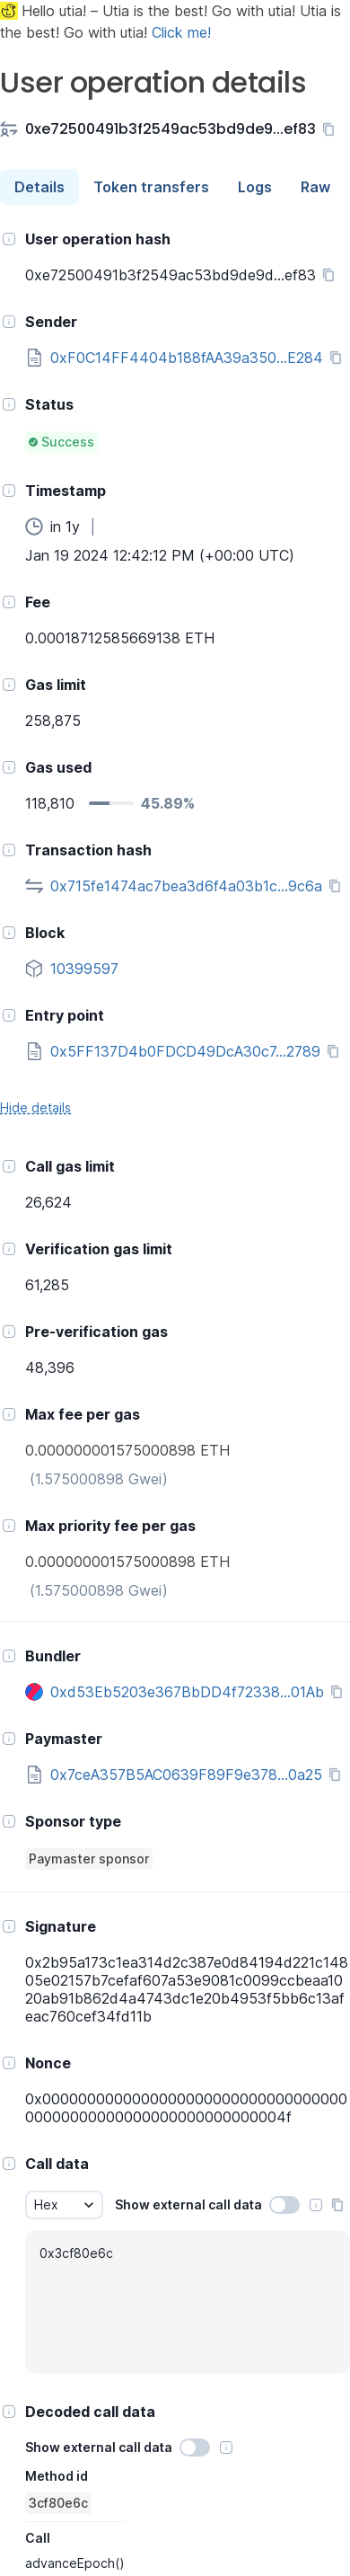 Hello utia! – Utia is the best! Go with utia! Utia is
the best! Go with utia! Click me!
User operation details
0xe72500491b3f2549ac53bd9de9...ef83
Details Token transfers Logs Raw
User operation hash
0xe72500491b3f2549ac53bd9de9d...ef83
Sender
0xF0C14FF4404b188fAA39a350...E284
Status
Success
Timestamp
in 1y |
Jan 19 2024 12:42:12 PM (+00:00 UTC)
Fee
0.00018712585669138 ETH
Gas limit
258,875
Gas used
118,810 45.89%
Transaction hash
0x715fe1474ac7bea3d6f4a03b1c...9c6a
Block
10399597
Entry point
0x5FF137D4b0FDCD49DcA30c7...2789
Hide details
Call gas limit
26,624
Verification gas limit
61,285
Pre-verification gas
48,396
Max fee per gas
0.000000001575000898 ETH
(1.575000898 Gwei)
Max priority fee per gas
0.000000001575000898 ETH
(1.575000898 Gwei)
Bundler
0xd53Eb5203e367BbDD4f72338...01Ab
Paymaster
0x7ceA357B5AC0639F89F9e378...0a25
Sponsor type
Paymaster sponsor
Signature
0x2b95a173c1ea314d2c387e0d84194d221c148
05e02157b7cefaf607a53e9081c0099ccbeaa10
20ab91b862d4a4743dc1e20b4953f5bb6c13af
eac760cef34fd11b
Nonce
0x0000000000000000000000000000000000
00000000000000000000000000004f
Call data
Hex Show external call data
0x3cf80e6c
Decoded call data
Show external call data
Method id
3cf80e6c
Call
advanceEpoch()